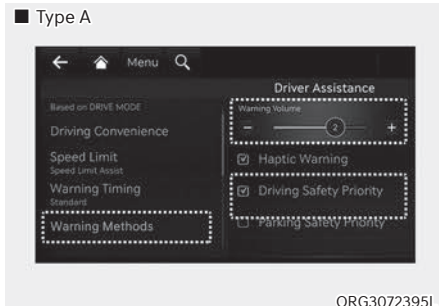 ■ Type A
Menu
Driver Assistance
Based on DRIVE MODE
Driving Convenience
Speed Limit
Speed Limit Assist
Warning Timing
Standard
Warning Methods
Warning Volume
- 2 +
Haptic Warning
Driving Safety Priority
Parking Safety Priority
ORG3072395L